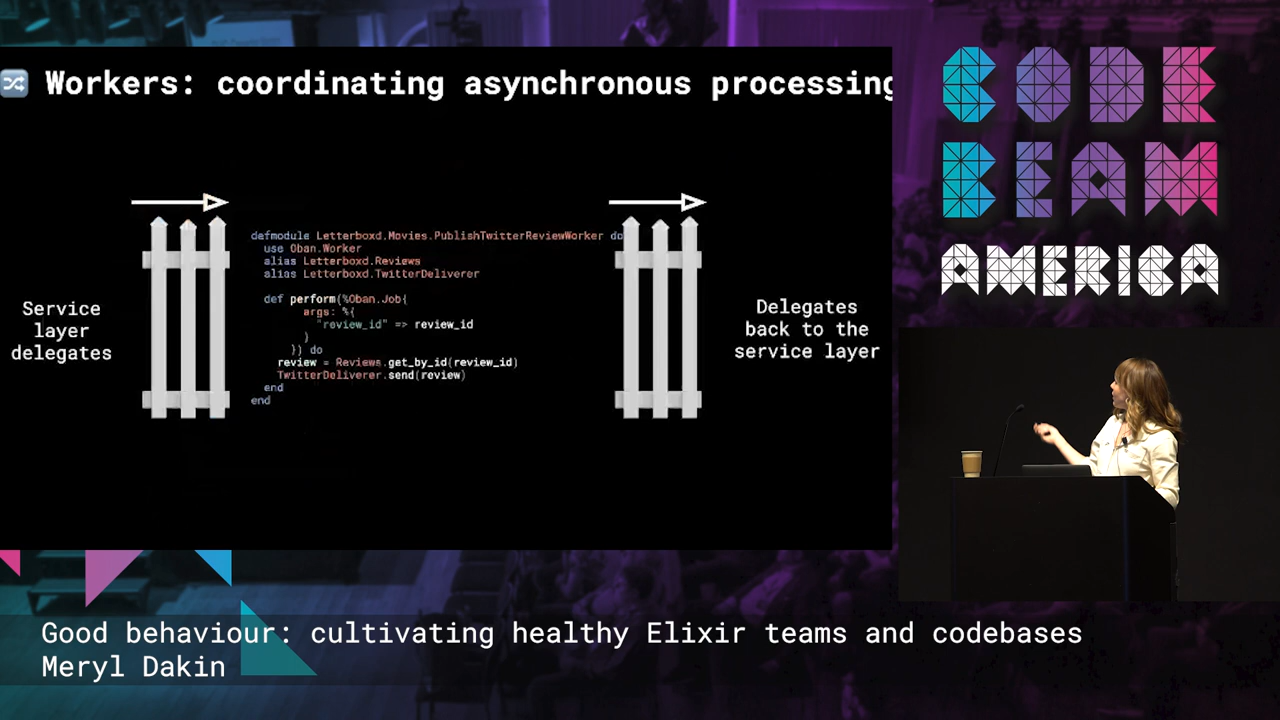 Workers: coordinating asynchronous processing
Service
layer
delegates
defmodule Letterboxd.Movies.PublishTwitterReviewWorker do
use Oban.Worker
alias Letterboxd.Reviews
alias Letterboxd.TwitterDeliverer
def perform(%Oban.Job{
args: %{
"review_id" => review_id
}
}) do
review = Reviews.get_by_id(review_id)
TwitterDeliverer.send(review)
end
end
Delegates
back to the
service layer
CODE
BEAM
AMERICA
Good behaviour: cultivating healthy Elixir teams and codebases
Meryl Dakin